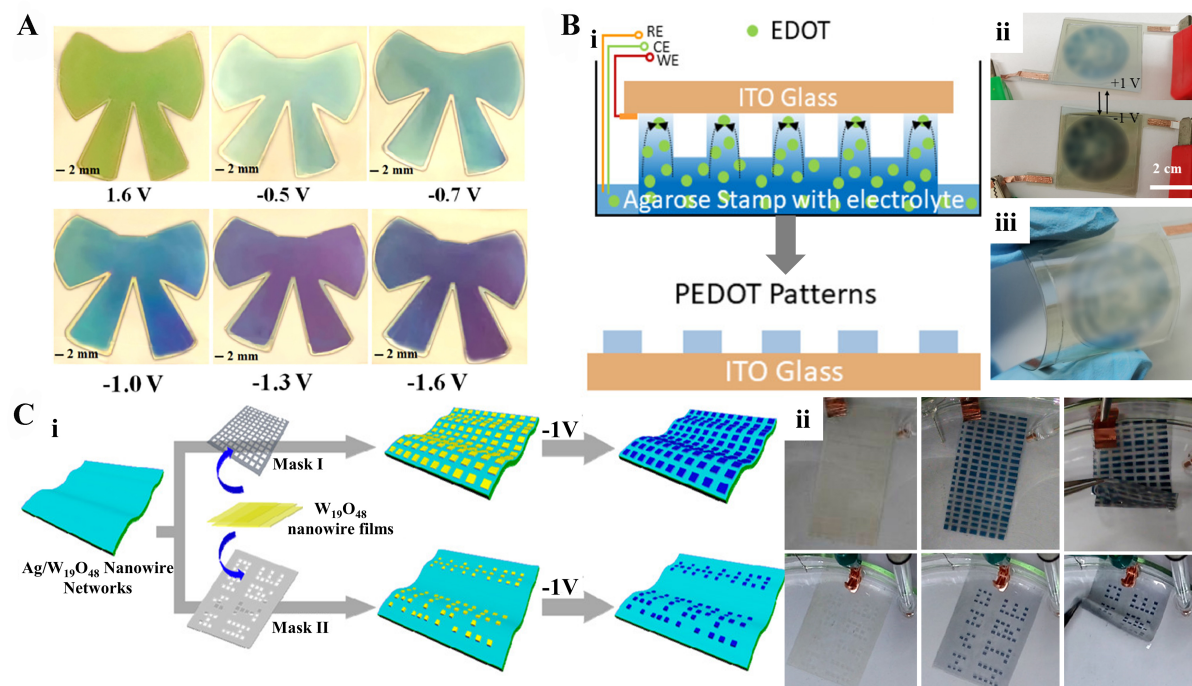 A
2 mm
2 mm
2 mm
1.6 V
-0.5 V
-0.7 V
2 mm
2 mm
2 mm
-1.0 V
-1.3 V
-1.6 V
B
i
RE
CE
WE
EDOT
ITO Glass
Agarose Stamp with electrolyte
PEDOT Patterns
ITO Glass
ii
+1 V
-1 V
2 cm
iii
C
i
Ag/W₁₉O₄₈ Nanowire
Networks
Mask I
W₁₉O₄₈
nanowire films
Mask II
-1V
-1V
ii